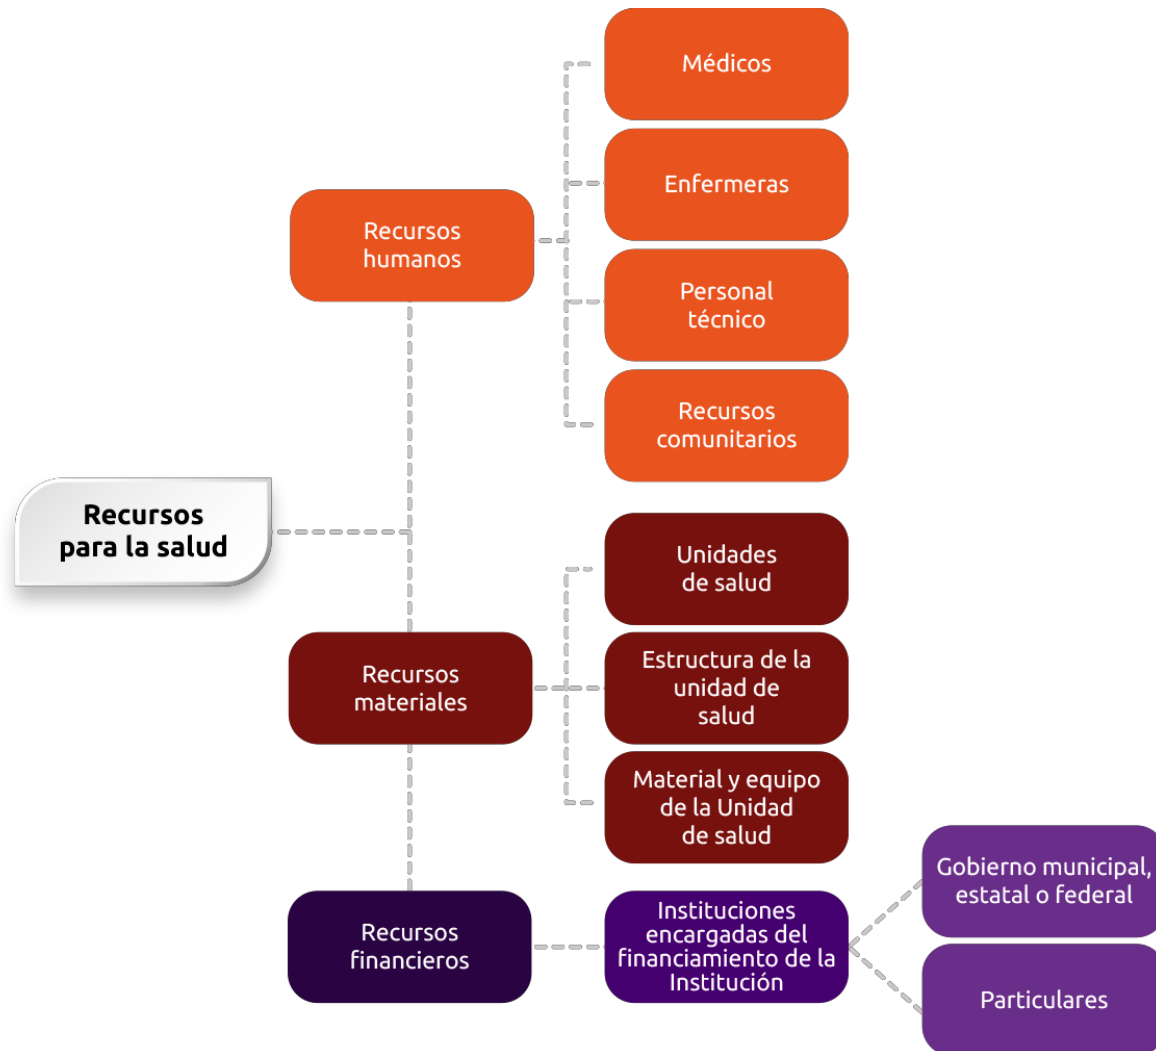 Recursos
para la salud
Recursos
humanos
Médicos
Enfermeras
Personal
técnico
Recursos
comunitarios
Recursos
materiales
Unidades
de salud
Estructura de la
unidad de
salud
Material y equipo
de la Unidad
de salud
Recursos
financieros
Instituciones
encargadas del
financiamiento de la
Institución
Gobierno municipal,
estatal o federal
Particulares